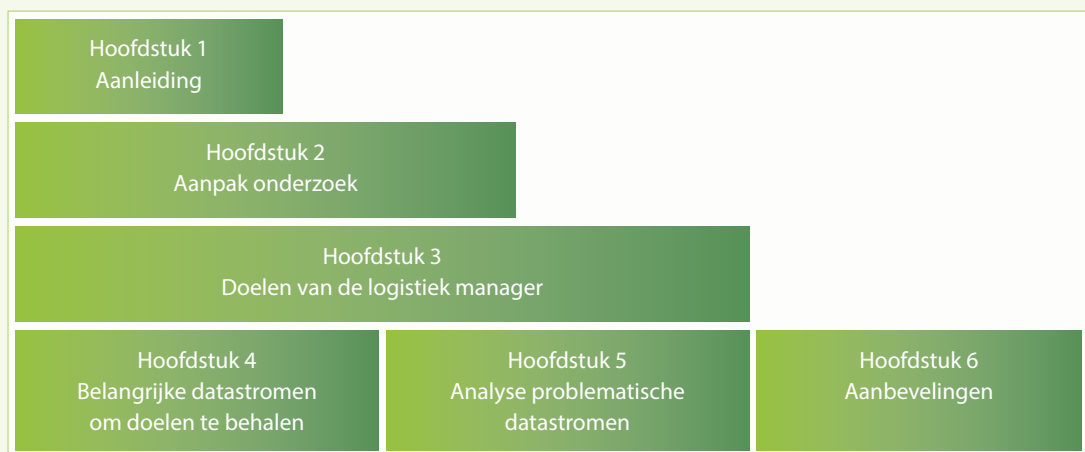 Hoofdstuk 1
Aanleiding
Hoofdstuk 2
Aanpak onderzoek
Hoofdstuk 3
Doelen van de logistiek manager
Hoofdstuk 4
Belangrijke datastromen
om doelen te behalen
Hoofdstuk 5
Analyse problematische
datastromen
Hoofdstuk 6
Aanbevelingen